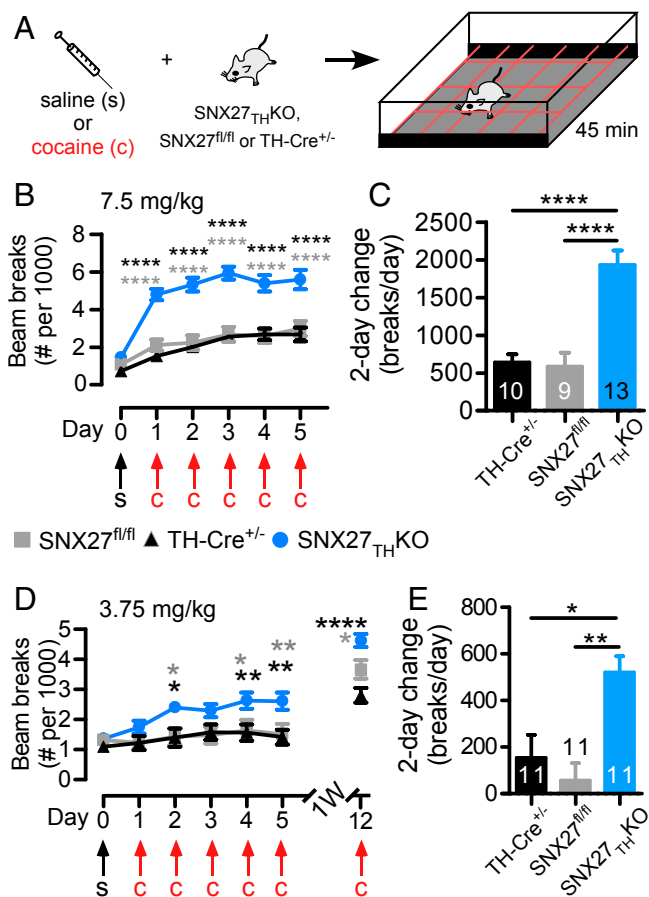 A
+
saline (s)
or
cocaine (c)
SNX27THKO,
SNX27fl/fl or TH-Cre+/-
45 min
B
7.5 mg/kg
Beam breaks
(# per 1000)
8
6
4
2
0
**** **** **** **** ****
**** **** **** **** ****
Day 0 1 2 3 4 5
s c c c c c
C
2-day change
(breaks/day)
2500
2000
1500
1000
500
0
****
****
10 9 13
TH-Cre+/- SNX27fl/fl SNX27THKO
SNX27fl/fl TH-Cre+/- SNX27THKO
D
3.75 mg/kg
Beam breaks
(# per 1000)
5
4
3
2
1
0
* * ** *
* ** ** ****
1W
Day 0 1 2 3 4 5 12
s c c c c c c
E
2-day change
(breaks/day)
800
600
400
200
0
*
**
11 11 11
TH-Cre+/- SNX27fl/fl SNX27THKO